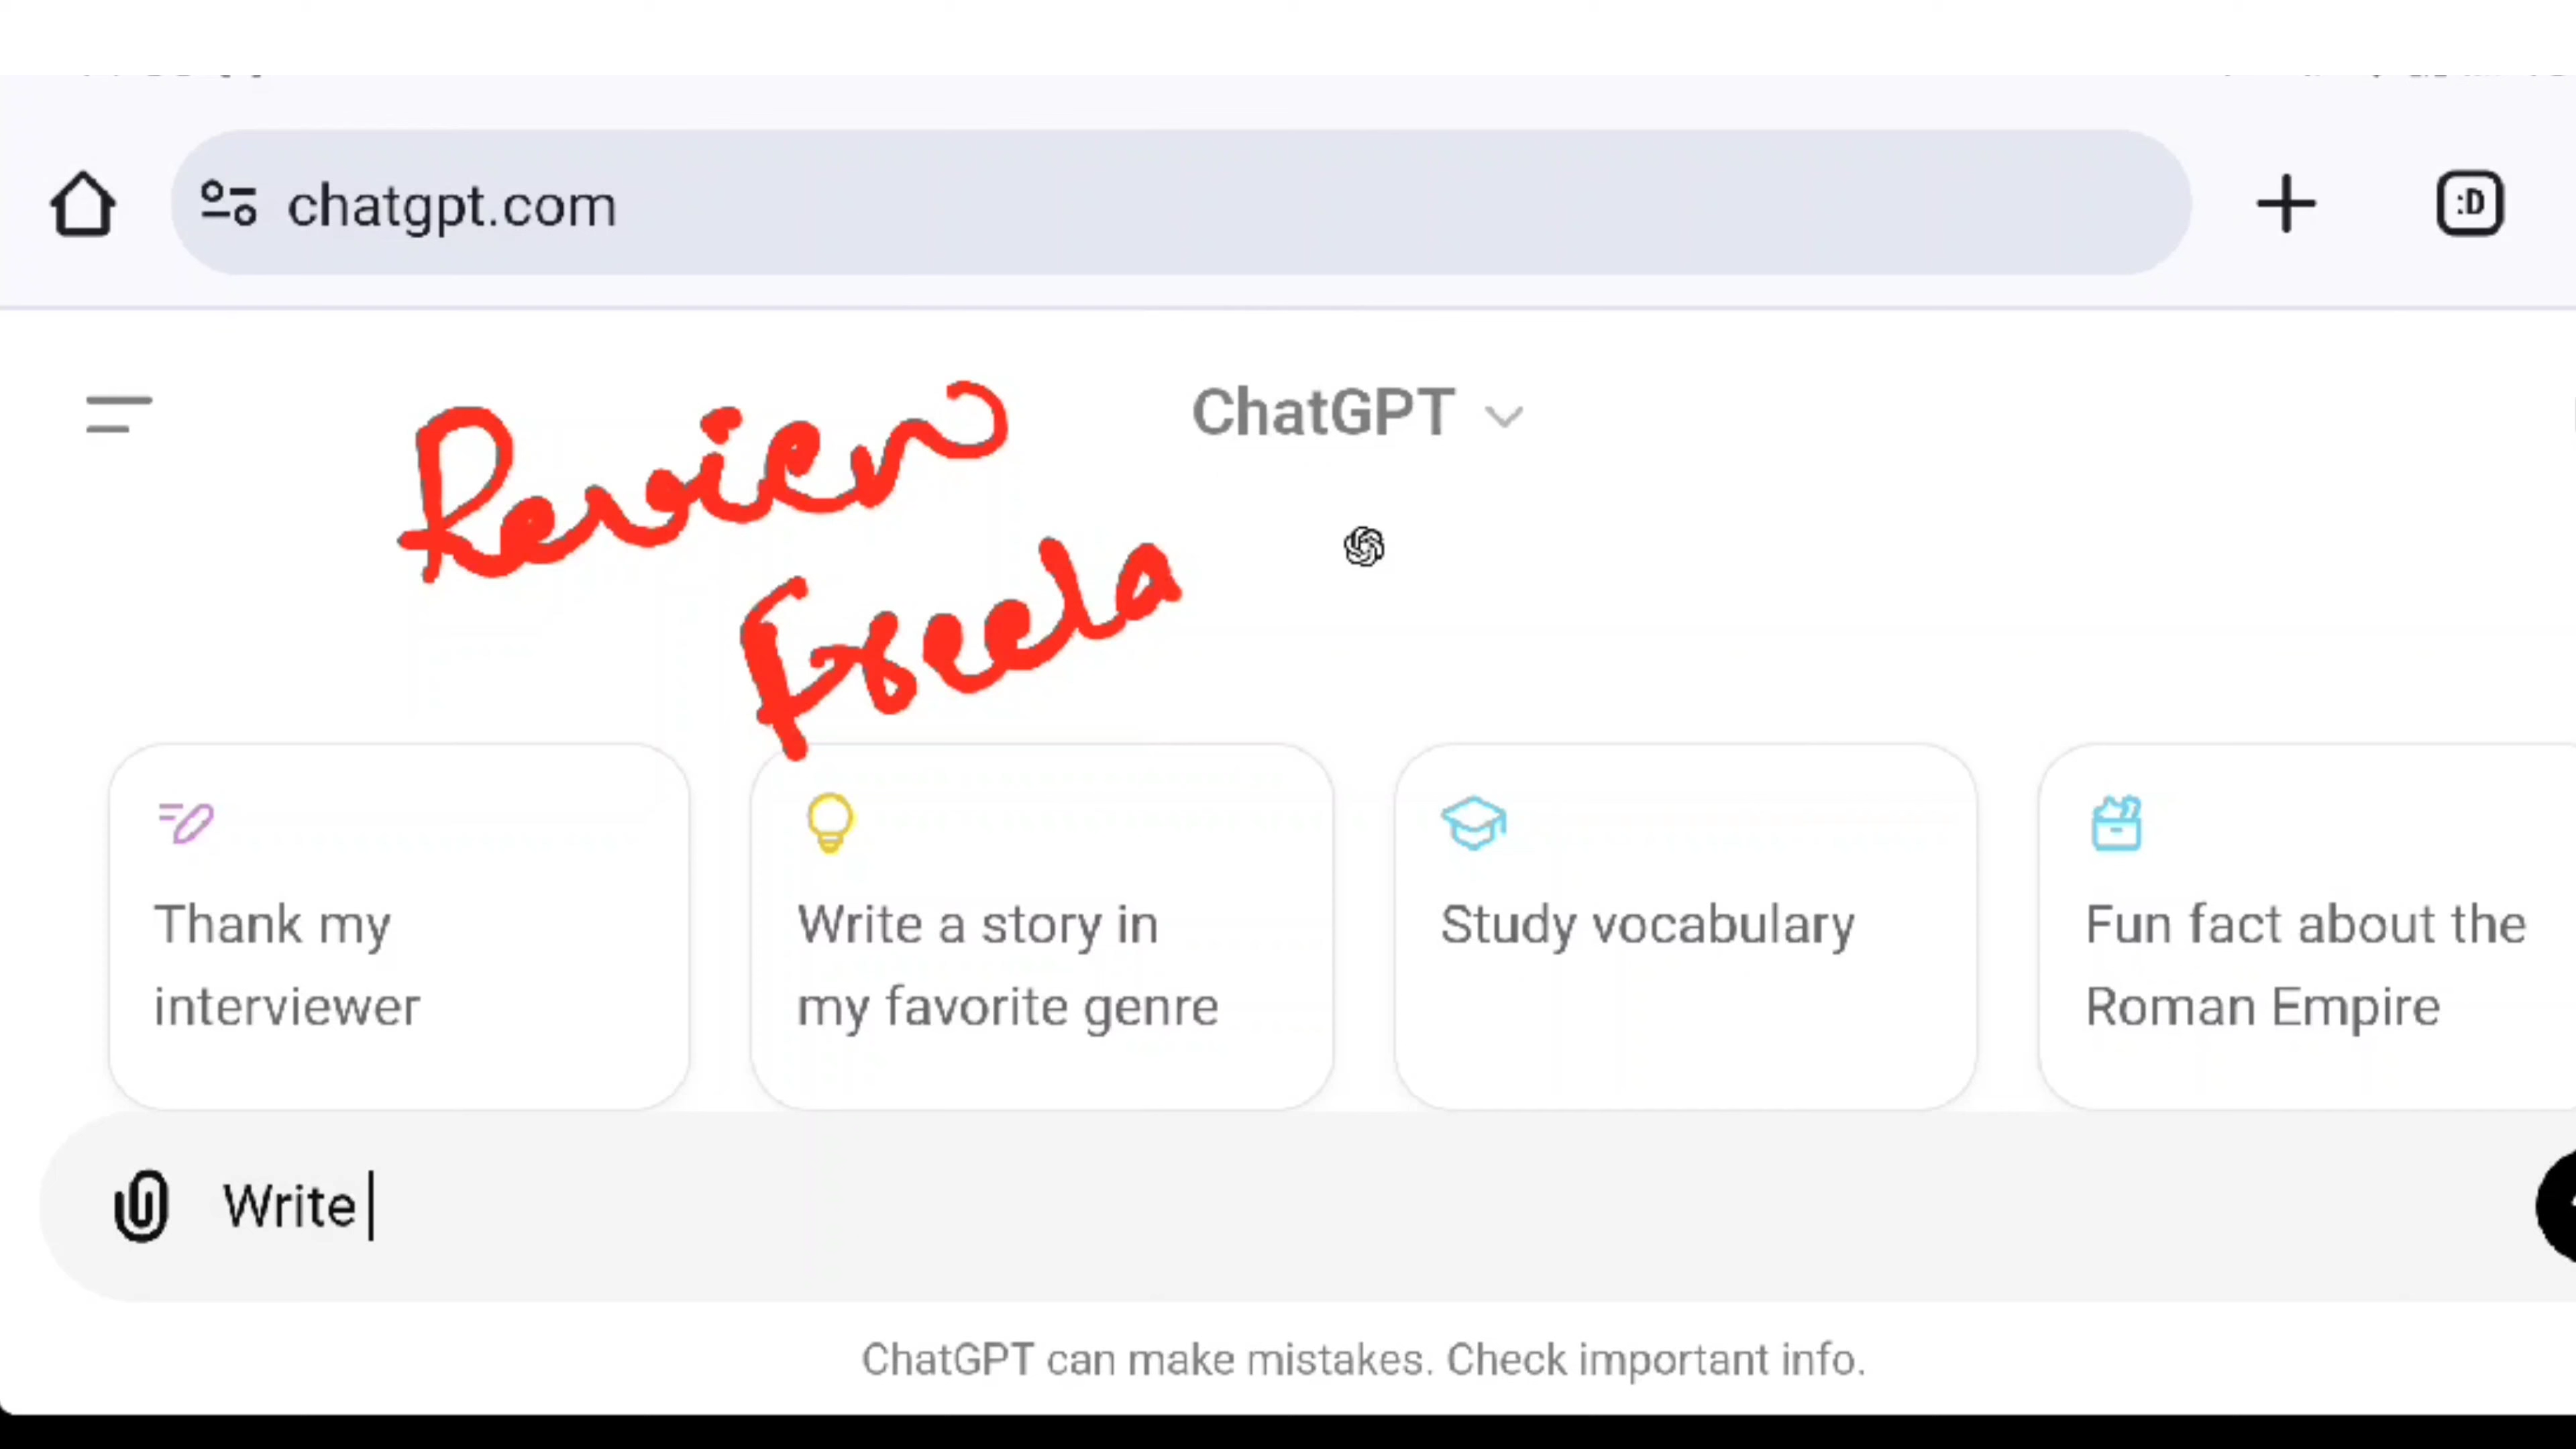 chatgpt.com
:D
ChatGPT
Review
Freela
Thank my
interviewer
Write a story in
my favorite genre
Study vocabulary
Fun fact about the
Roman Empire
Write
ChatGPT can make mistakes. Check important info.